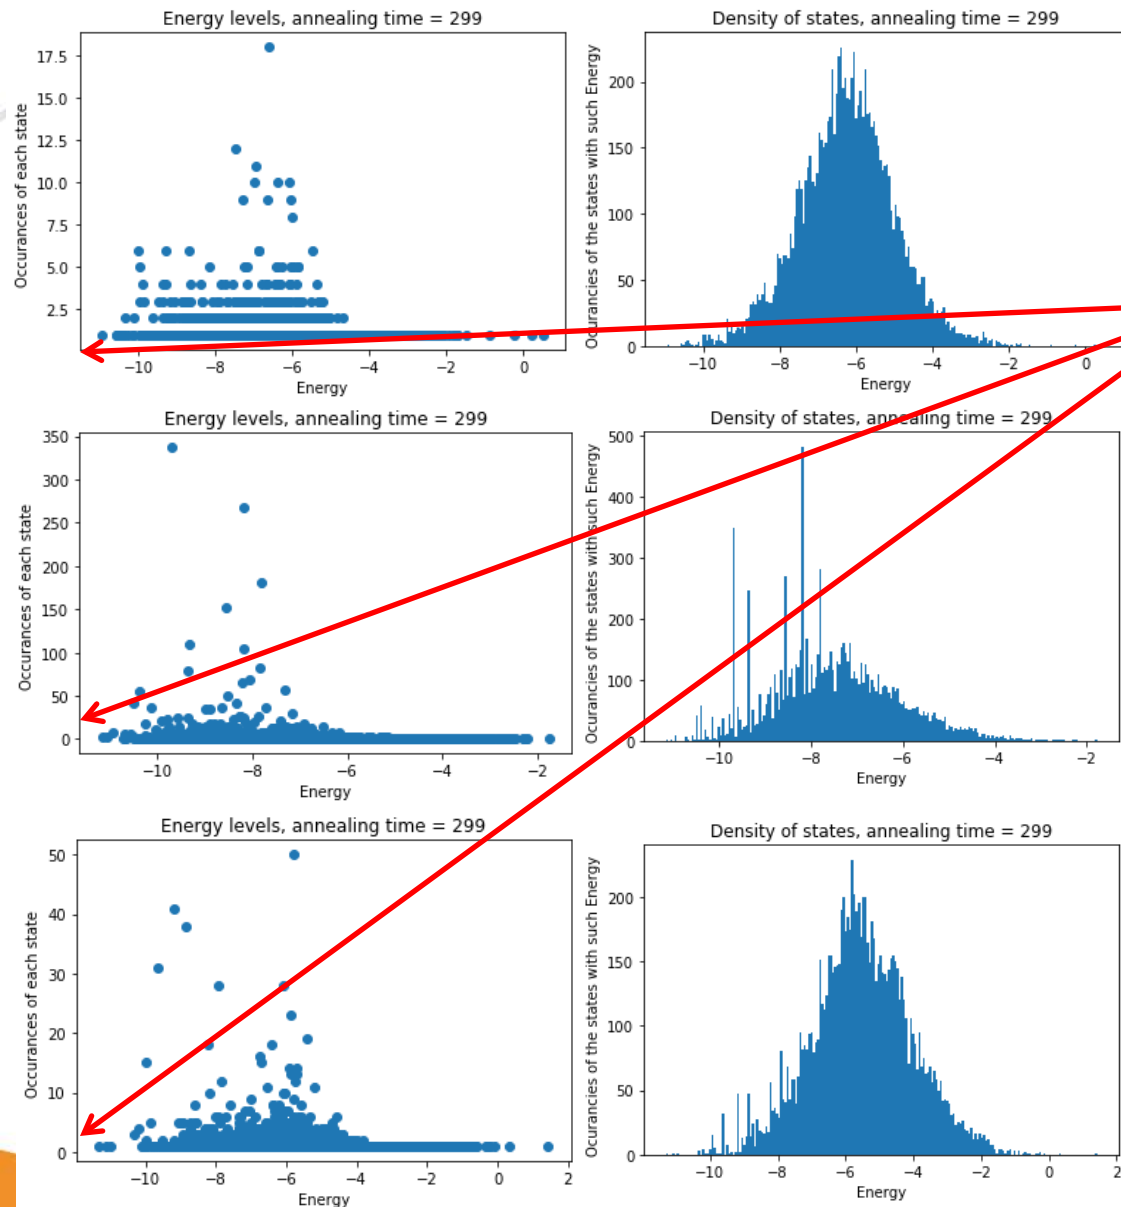 Energy levels, annealing time = 299
Occurances of each state
17.5
15.0
12.5
10.0
7.5
5.0
2.5
−10 −8 −6 −4 −2 0
Energy
Density of states, annealing time = 299
Ocurancies of the states with such Energy
200
150
100
50
0
−10 −8 −6 −4 −2 0
Energy
Energy levels, annealing time = 299
Occurances of each state
350
300
250
200
150
100
50
0
−10 −8 −6 −4 −2
Energy
Density of states, annealing time = 299
Ocurancies of the states with such Energy
500
400
300
200
100
0
−10 −8 −6 −4 −2
Energy
Energy levels, annealing time = 299
Occurances of each state
50
40
30
20
10
0
−10 −8 −6 −4 −2 0 2
Energy
Density of states, annealing time = 299
Ocurancies of the states with such Energy
200
150
100
50
0
−10 −8 −6 −4 −2 0 2
Energy